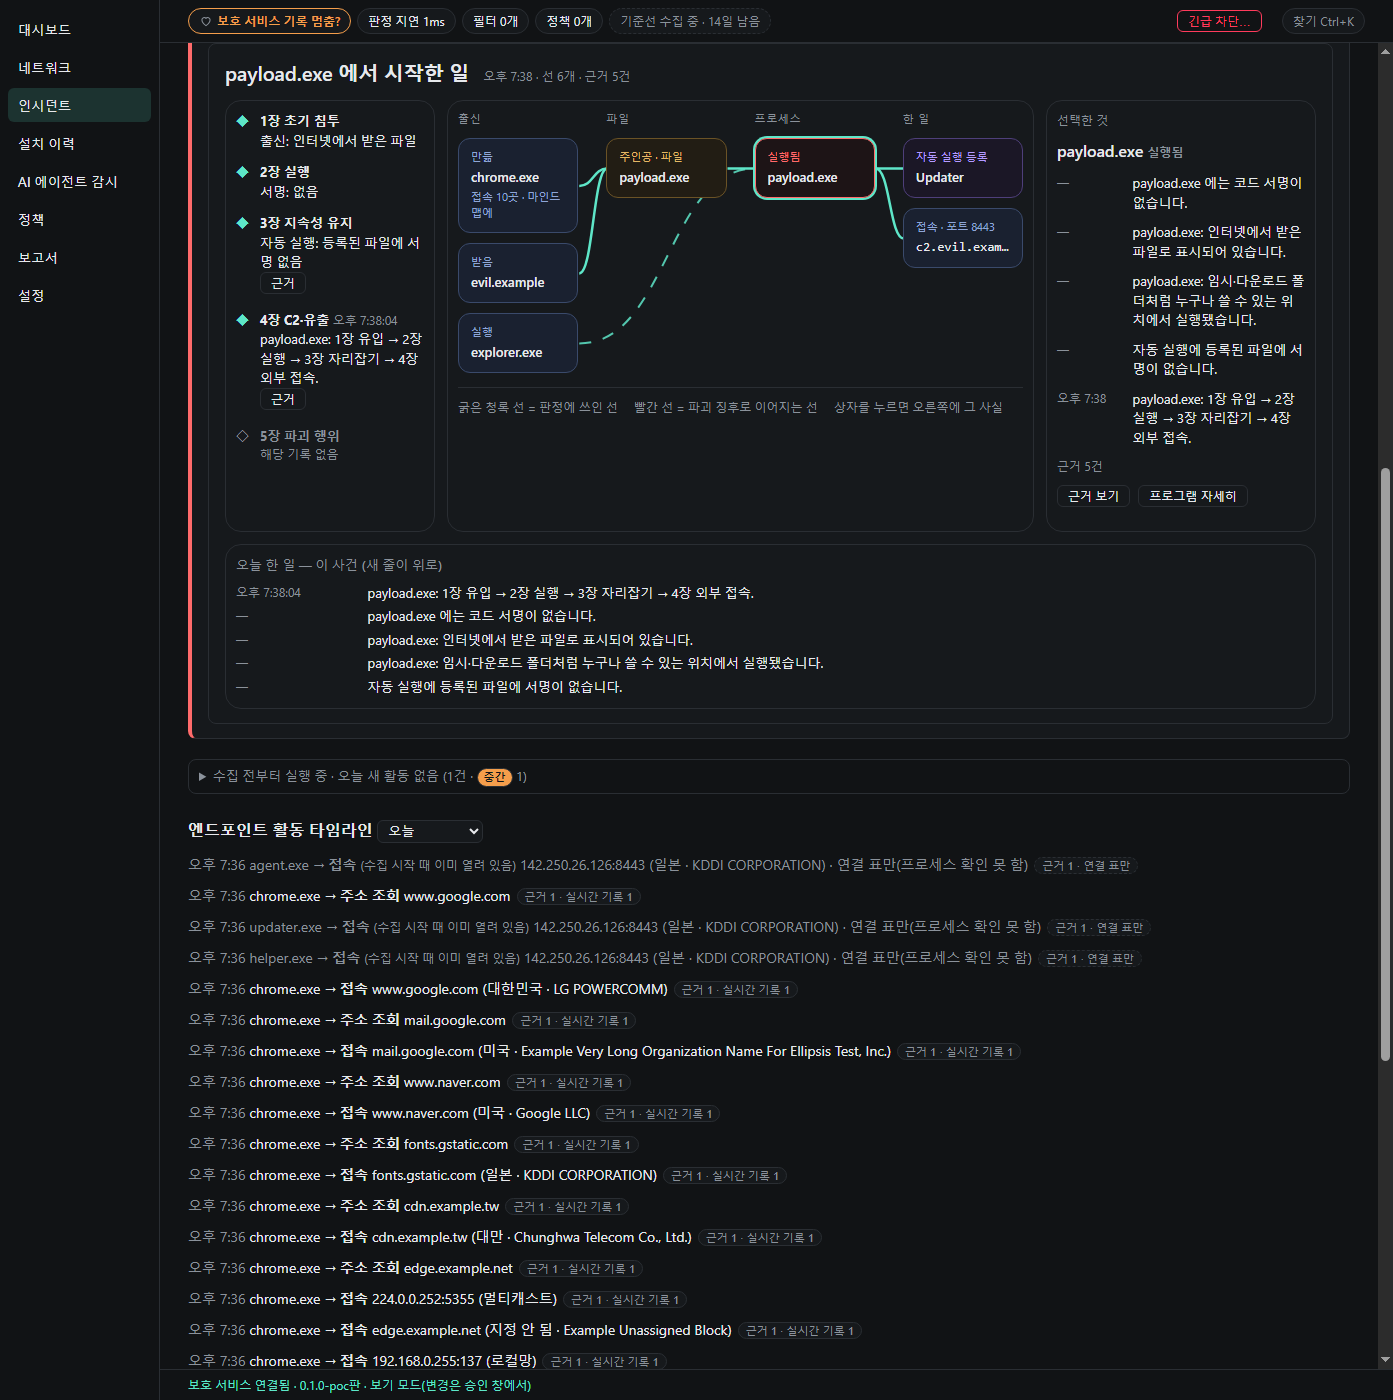 대시보드
네트워크
인시던트
설치 이력
AI 에이전트 감시
정책
보고서
설정
♡ 보호 서비스 기록 멈춤?
판정 지연 1ms
필터 0개
정책 0개
기준선 수집 중 · 14일 남음
긴급 차단...
찾기 Ctrl+K
payload.exe 에서 시작한 일 오후 7:38 · 선 6개 · 근거 5건
1장 초기 침투
출신: 인터넷에서 받은 파일
2장 실행
서명: 없음
3장 지속성 유지
자동 실행: 등록된 파일에 서
명 없음
근거
4장 C2·유출 오후 7:38:04
payload.exe: 1장 유입 → 2장
실행 → 3장 자리잡기 → 4장
외부 접속.
근거
5장 파괴 행위
해당 기록 없음
출신
만듦
chrome.exe
접속 10곳 · 마인드
맵에
받음
evil.example
실행
explorer.exe
파일
주인공 · 파일
payload.exe
프로세스
실행됨
payload.exe
한 일
자동 실행 등록
Updater
접속 · 포트 8443
c2.evil.exam…
굵은 청록 선 = 판정에 쓰인 선 빨간 선 = 파괴 징후로 이어지는 선 상자를 누르면 오른쪽에 그 사실
선택한 것
payload.exe 실행됨
— payload.exe 에는 코드 서명이
없습니다.
— payload.exe: 인터넷에서 받은
파일로 표시되어 있습니다.
— payload.exe: 임시·다운로드 폴
더처럼 누구나 쓸 수 있는 위
치에서 실행됐습니다.
— 자동 실행에 등록된 파일에 서
명이 없습니다.
오후 7:38 payload.exe: 1장 유입 → 2장
실행 → 3장 자리잡기 → 4장
외부 접속.
근거 5건
근거 보기 프로그램 자세히
오늘 한 일 — 이 사건 (새 줄이 위로)
오후 7:38:04 payload.exe: 1장 유입 → 2장 실행 → 3장 자리잡기 → 4장 외부 접속.
— payload.exe 에는 코드 서명이 없습니다.
— payload.exe: 인터넷에서 받은 파일로 표시되어 있습니다.
— payload.exe: 임시·다운로드 폴더처럼 누구나 쓸 수 있는 위치에서 실행됐습니다.
— 자동 실행에 등록된 파일에 서명이 없습니다.
▶ 수집 전부터 실행 중 · 오늘 새 활동 없음 (1건 · 중간 1)
엔드포인트 활동 타임라인 오늘
오후 7:36 agent.exe → 접속 (수집 시작 때 이미 열려 있음) 142.250.26.126:8443 (일본 · KDDI CORPORATION) · 연결 표만(프로세스 확인 못 함) 근거 1 · 연결 표만
오후 7:36 chrome.exe → 주소 조회 www.google.com 근거 1 · 실시간 기록 1
오후 7:36 updater.exe → 접속 (수집 시작 때 이미 열려 있음) 142.250.26.126:8443 (일본 · KDDI CORPORATION) · 연결 표만(프로세스 확인 못 함) 근거 1 · 연결 표만
오후 7:36 helper.exe → 접속 (수집 시작 때 이미 열려 있음) 142.250.26.126:8443 (일본 · KDDI CORPORATION) · 연결 표만(프로세스 확인 못 함) 근거 1 · 연결 표만
오후 7:36 chrome.exe → 접속 www.google.com (대한민국 · LG POWERCOMM) 근거 1 · 실시간 기록 1
오후 7:36 chrome.exe → 주소 조회 mail.google.com 근거 1 · 실시간 기록 1
오후 7:36 chrome.exe → 접속 mail.google.com (미국 · Example Very Long Organization Name For Ellipsis Test, Inc.) 근거 1 · 실시간 기록 1
오후 7:36 chrome.exe → 주소 조회 www.naver.com 근거 1 · 실시간 기록 1
오후 7:36 chrome.exe → 접속 www.naver.com (미국 · Google LLC) 근거 1 · 실시간 기록 1
오후 7:36 chrome.exe → 주소 조회 fonts.gstatic.com 근거 1 · 실시간 기록 1
오후 7:36 chrome.exe → 접속 fonts.gstatic.com (일본 · KDDI CORPORATION) 근거 1 · 실시간 기록 1
오후 7:36 chrome.exe → 주소 조회 cdn.example.tw 근거 1 · 실시간 기록 1
오후 7:36 chrome.exe → 접속 cdn.example.tw (대만 · Chunghwa Telecom Co., Ltd.) 근거 1 · 실시간 기록 1
오후 7:36 chrome.exe → 주소 조회 edge.example.net 근거 1 · 실시간 기록 1
오후 7:36 chrome.exe → 접속 224.0.0.252:5355 (멀티캐스트) 근거 1 · 실시간 기록 1
오후 7:36 chrome.exe → 접속 edge.example.net (지정 안 됨 · Example Unassigned Block) 근거 1 · 실시간 기록 1
오후 7:36 chrome.exe → 접속 192.168.0.255:137 (로컬망) 근거 1 · 실시간 기록 1
보호 서비스 연결됨 · 0.1.0-poc판 · 보기 모드(변경은 승인 창에서)